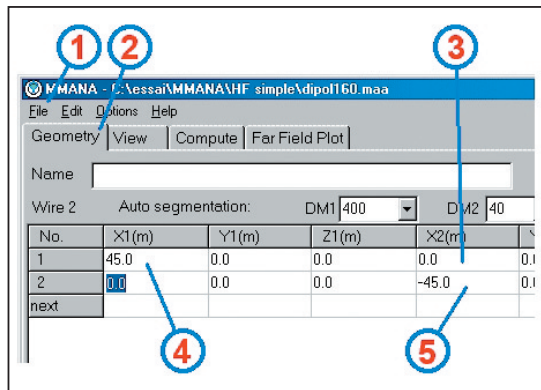 1 2 3
MMANA - C:\essai\MMANA\HF simple\dipol160.maa
File Edit Options Help
Geometry View Compute Far Field Plot
Name
Wire 2 Auto segmentation: DM1 400 DM2 40
No. X1(m) Y1(m) Z1(m) X2(m)
1 45.0 0.0 0.0 0.0
2 0.0 0.0 0.0 -45.0
next
4 5